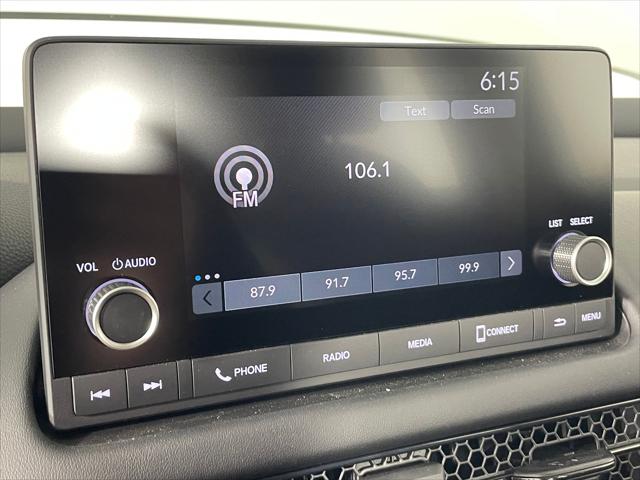 6:15
Text Scan
FM 106.1
LIST SELECT
VOL AUDIO
87.9 91.7 95.7 99.9
PHONE RADIO MEDIA CONNECT MENU